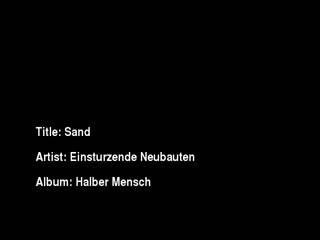 Title: Sand
Artist: Einsturzende Neubauten
Album: Halber Mensch